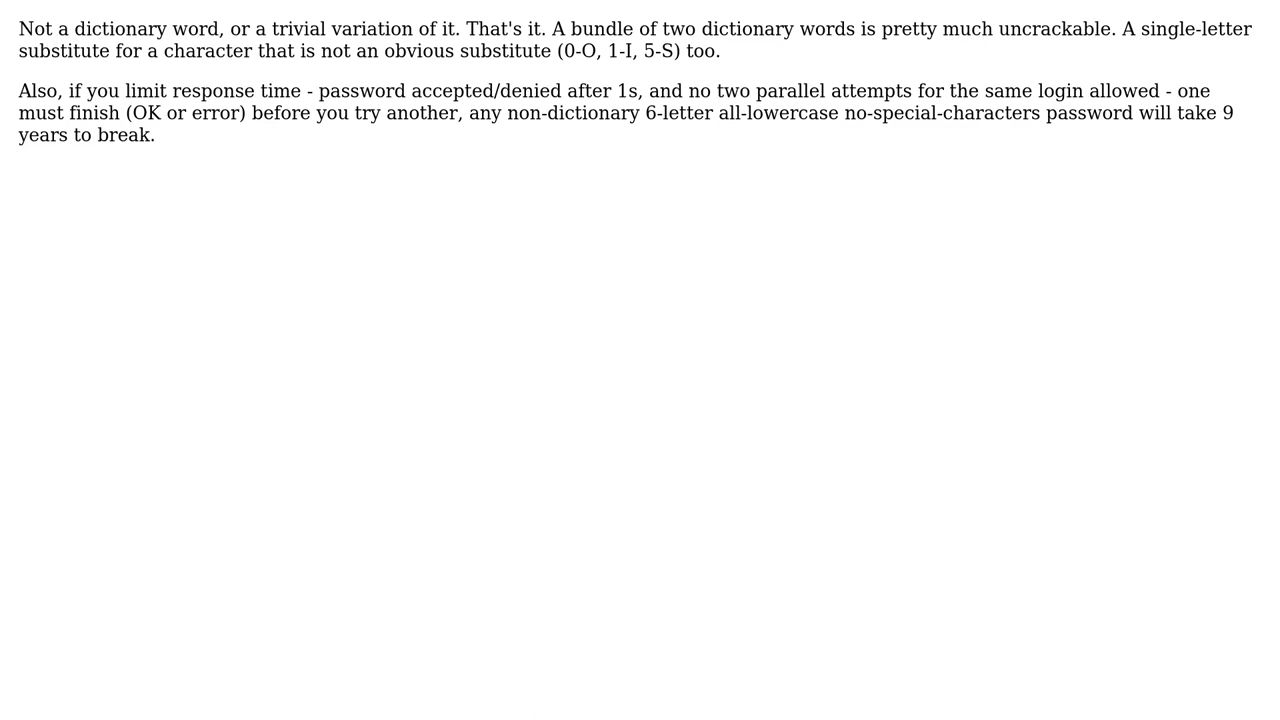 Not a dictionary word, or a trivial variation of it. That's it. A bundle of two dictionary words is pretty much uncrackable. A single-letter
substitute for a character that is not an obvious substitute (0-O, 1-I, 5-S) too.
Also, if you limit response time - password accepted/denied after 1s, and no two parallel attempts for the same login allowed - one
must finish (OK or error) before you try another, any non-dictionary 6-letter all-lowercase no-special-characters password will take 9
years to break.